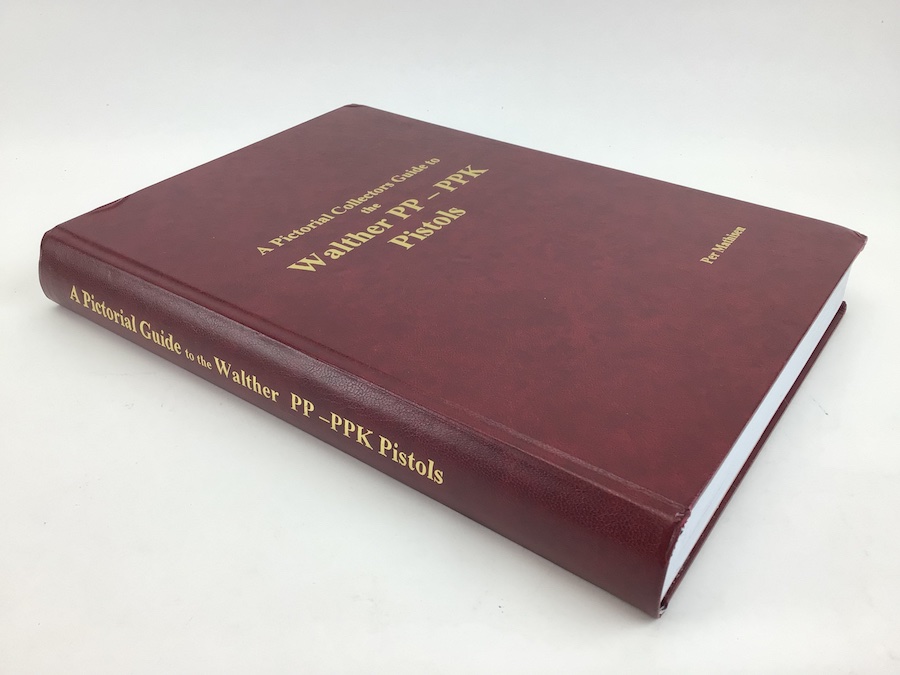 A Pictorial Collectors Guide to
the
Walther PP – PPK
Pistols
Per Mathisen
A Pictorial Guide to the Walther PP –PPK Pistols